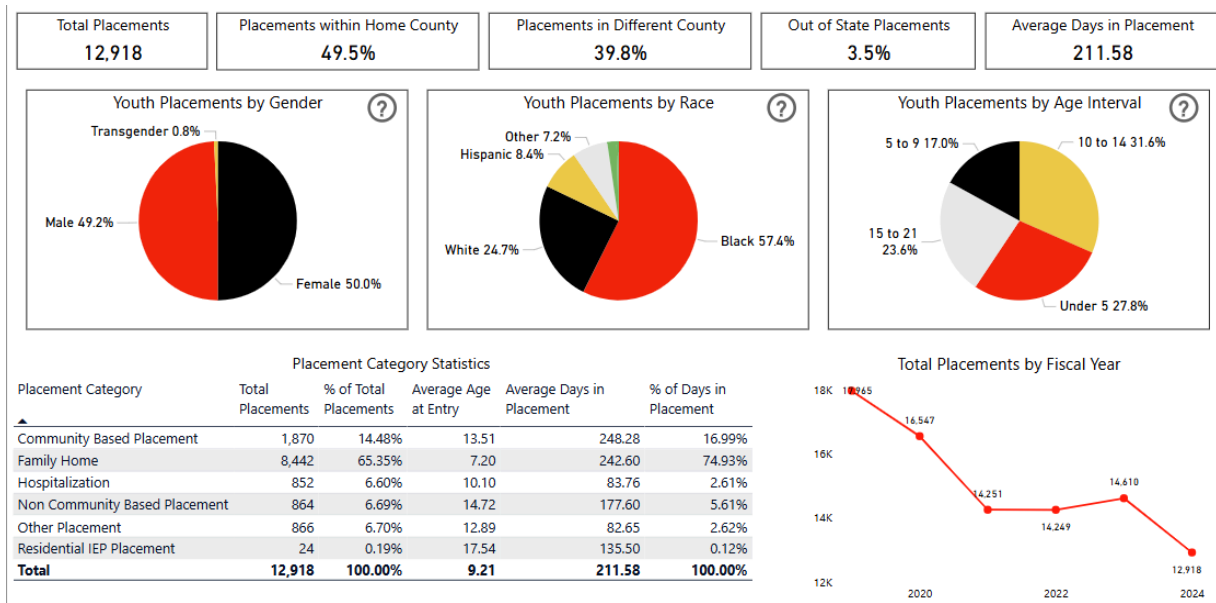 Total Placements
12,918
Placements within Home County
49.5%
Placements in Different County
39.8%
Out of State Placements
3.5%
Average Days in Placement
211.58
Youth Placements by Gender
?
Transgender 0.8%
Male 49.2%
Female 50.0%
Youth Placements by Race
?
Other 7.2%
Hispanic 8.4%
White 24.7%
Black 57.4%
Youth Placements by Age Interval
?
5 to 9 17.0%
10 to 14 31.6%
15 to 21
23.6%
Under 5 27.8%
Placement Category Statistics
Placement Category Total Placements % of Total Placements Average Age at Entry Average Days in Placement % of Days in Placement
Community Based Placement 1,870 14.48% 13.51 248.28 16.99%
Family Home 8,442 65.35% 7.20 242.60 74.93%
Hospitalization 852 6.60% 10.10 83.76 2.61%
Non Community Based Placement 864 6.69% 14.72 177.60 5.61%
Other Placement 866 6.70% 12.89 82.65 2.62%
Residential IEP Placement 24 0.19% 17.54 135.50 0.12%
Total 12,918 100.00% 9.21 211.58 100.00%
Total Placements by Fiscal Year
18K
17,965
16,547
16K
14,251
14,610
14K
14,249
12,918
12K
2020 2022 2024